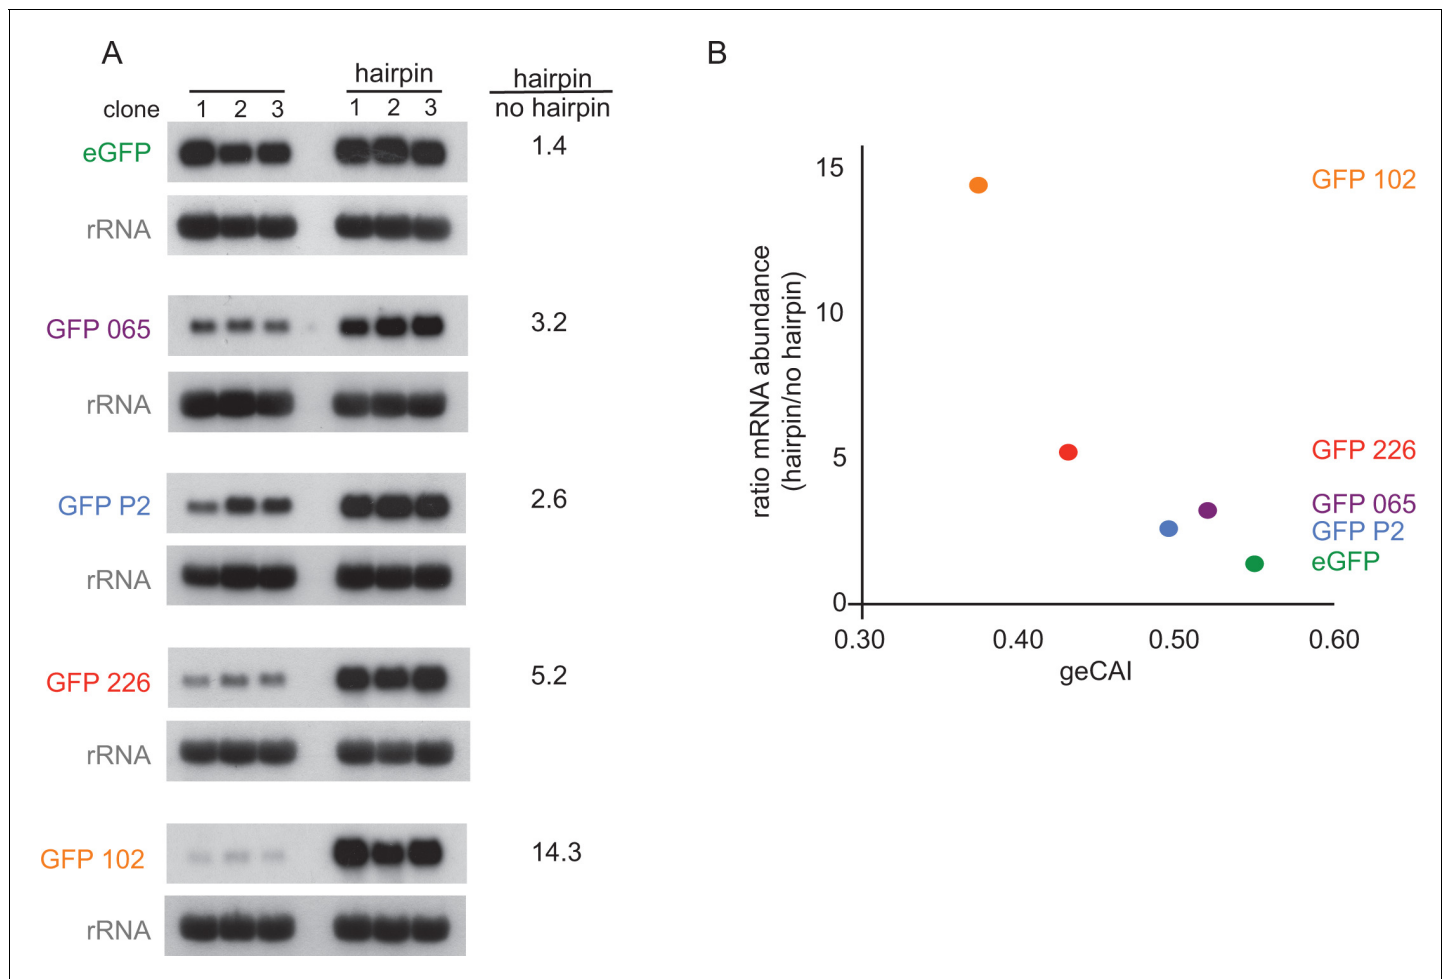 A
hairpin
hairpin
clone 1 2 3 1 2 3 no hairpin
eGFP 1.4
rRNA
GFP 065 3.2
rRNA
GFP P2 2.6
rRNA
GFP 226 5.2
rRNA
GFP 102 14.3
rRNA
B
15
10
5
0
ratio mRNA abundance
(hairpin/no hairpin)
GFP 102
GFP 226
GFP 065
GFP P2
eGFP
0.30 0.40 0.50 0.60
geCAI